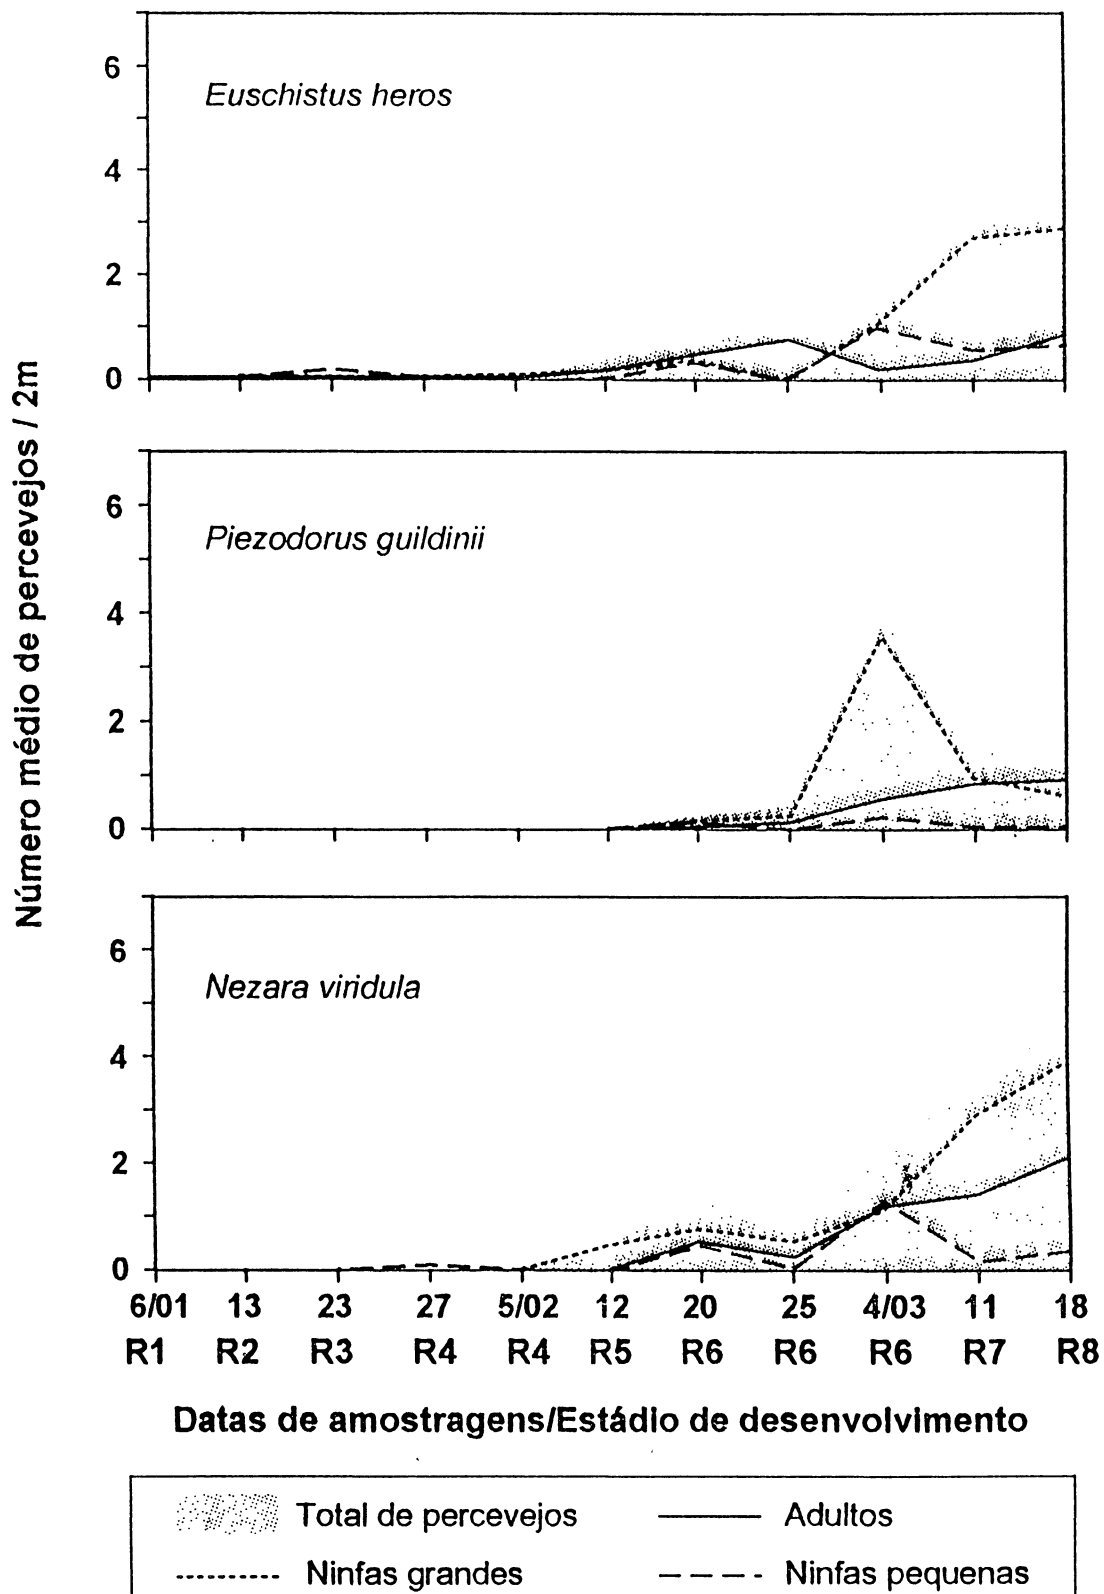 Número médio de percevejos / 2m
6
Euschistus heros
4
2
0
6
Piezodorus guildinii
4
2
0
6
Nezara viridula
4
2
0
6/01 13 23 27 5/02 12 20 25 4/03 11 18
R1 R2 R3 R4 R4 R5 R6 R6 R6 R7 R8
Datas de amostragens/Estádio de desenvolvimento
Total de percevejos Adultos
Ninfas grandes Ninfas pequenas